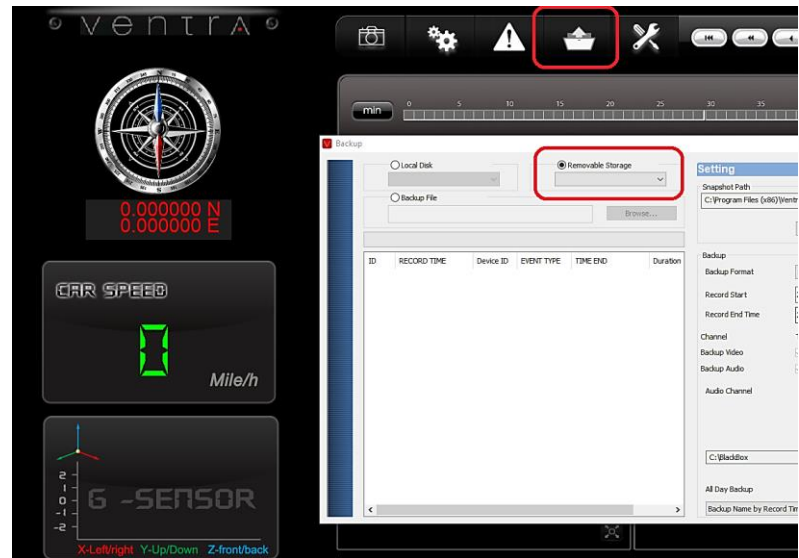 ventra
min 0 5 10 15 20 25 30 35
Backup
Local Disk
Removable Storage
Backup File
Browse...
ID RECORD TIME Device ID EVENT TYPE TIME END Duration
Setting
Snapshot Path
C:\Program Files (x86)\Ventr
Backup
Backup Format
Record Start
Record End Time
Channel
Backup Video
Backup Audio
Audio Channel
C:\BlackBox
All Day Backup
Backup Name by Record Tim
N
E
S
W
0.000000 N
0.000000 E
CAR SPEED
0
Mile/h
2
1
0
-1
-2
G-SENSOR
X-Left/right Y-Up/Down Z-front/back